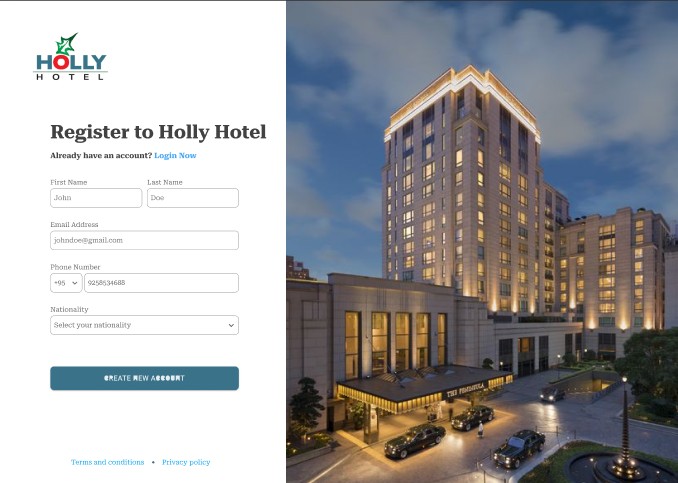 HOLLY
HOTEL
Register to Holly Hotel
Already have an account? Login Now
First Name Last Name
John Doe
Email Address
johndoe@gmail.com
Phone Number
+95 9258534688
Nationality
Select your nationality
CREATE NEW ACCOUNT
THE PENINSULA
Terms and conditions • Privacy policy